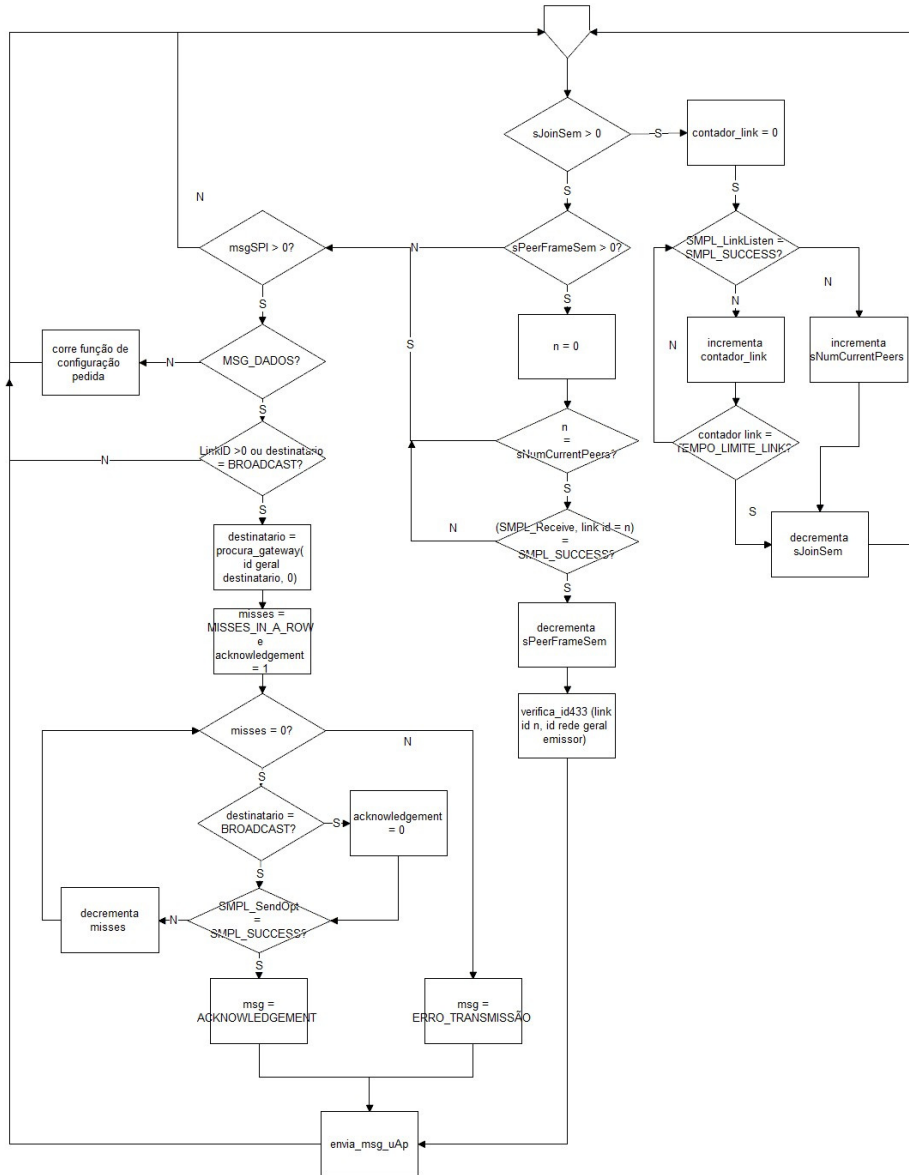 sJoinSem > 0
S
contador_link = 0
S
S
N
msgSPI > 0?
N
sPeerFrameSem > 0?
SMPL_LinkListen =
SMPL_SUCCESS?
N
S
S
N
corre função de
configuração
pedida
N
MSG_DADOS?
S
n = 0
N
incrementa
contador_link
incrementa
sNumCurrentPeers
S
N
LinkID >0 ou destinatario
= BROADCAST?
n
=
sNumCurrentPeers?
contador link =
TEMPO_LIMITE_LINK?
S
S
S
destinatario =
procura_gateway(
id geral
destinatario, 0)
N
(SMPL_Receive, link id = n)
=
SMPL_SUCCESS?
decrementa
sJoinSem
S
misses =
MISSES_IN_A_ROW
e
acknowledgement
= 1
decrementa
sPeerFrameSem
misses = 0?
N
verifica_id433 (link
id n, id rede geral
emissor)
S
destinatario =
BROADCAST?
S
acknowledgement
= 0
S
decrementa
misses
N
SMPL_SendOpt
=
SMPL_SUCCESS?
S
msg =
ACKNOWLEDGEMENT
msg =
ERRO_TRANSMISSÃO
envia_msg_uAp